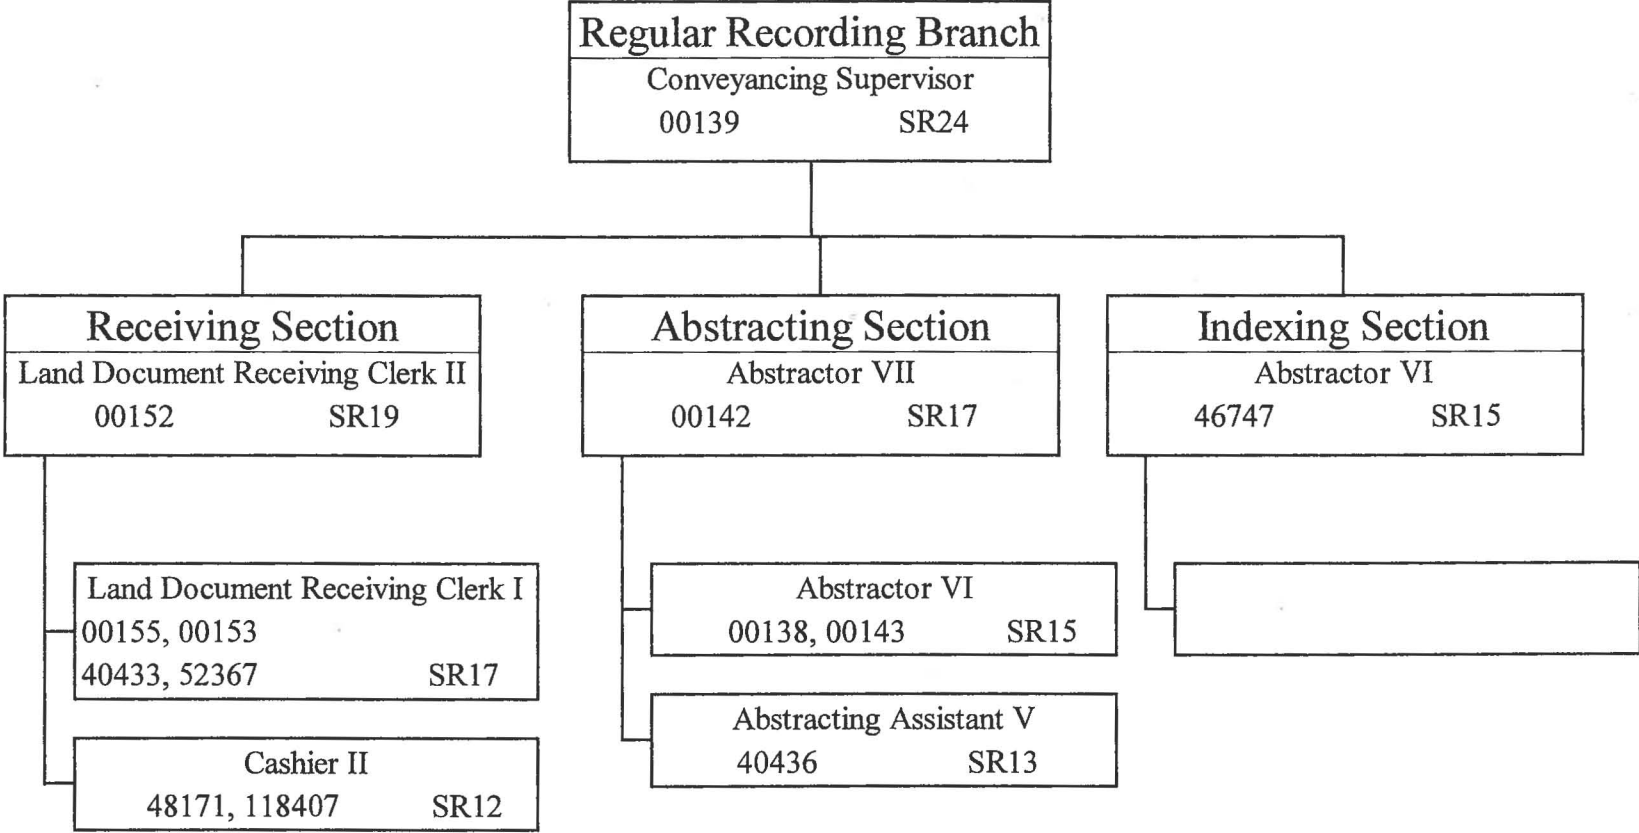 Regular Recording Branch
Conveyancing Supervisor
00139 SR24
Receiving Section
Land Document Receiving Clerk II
00152 SR19
Land Document Receiving Clerk I
00155, 00153
40433, 52367 SR17
Cashier II
48171, 118407 SR12
Abstracting Section
Abstractor VII
00142 SR17
Abstractor VI
00138, 00143 SR15
Abstracting Assistant V
40436 SR13
Indexing Section
Abstractor VI
46747 SR15